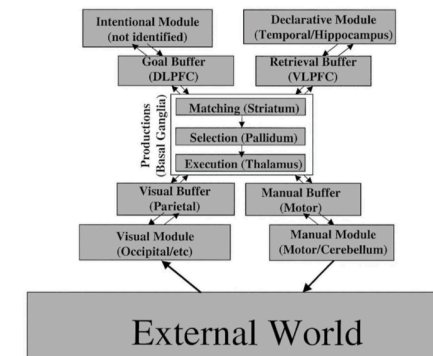 Intentional Module
(not identified)
Declarative Module
(Temporal/Hippocampus)
Goal Buffer
(DLPFC)
Retrieval Buffer
(VLPFC)
Productions
(Basal Ganglia)
Matching (Striatum)
Selection (Pallidum)
Execution (Thalamus)
Visual Buffer
(Parietal)
Manual Buffer
(Motor)
Visual Module
(Occipital/etc)
Manual Module
(Motor/Cerebellum)
External World